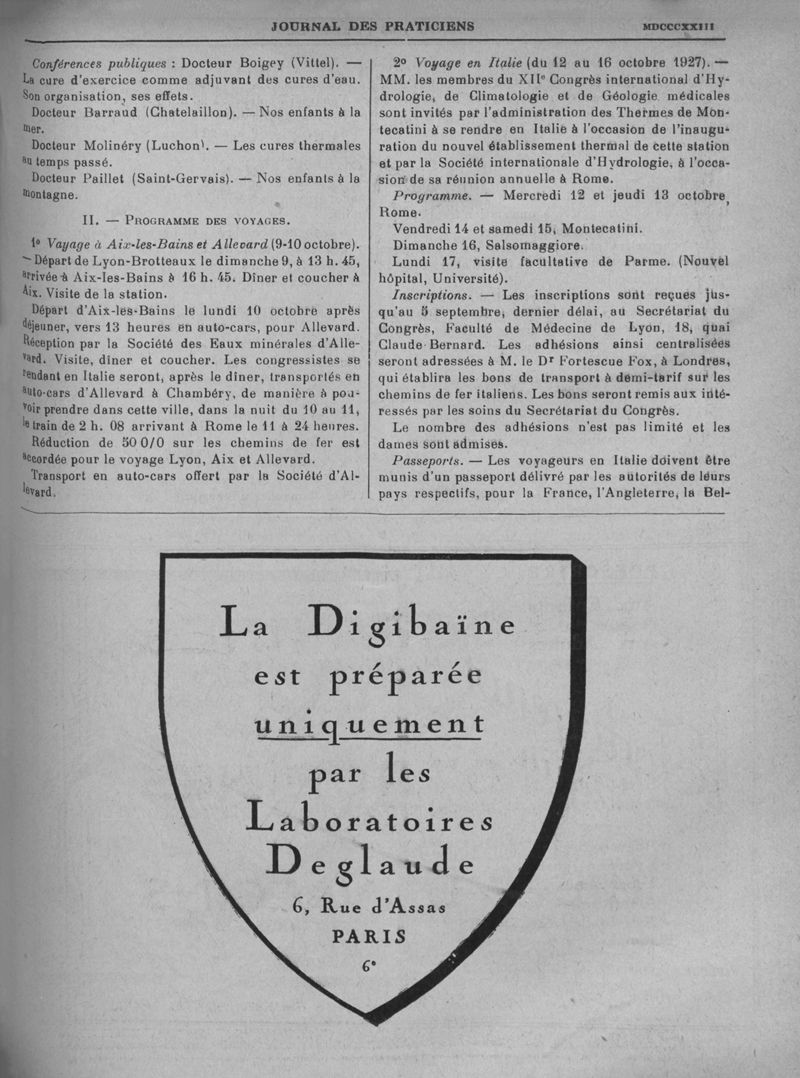 JOURNAL DES PRATICIENS MDCCCXXIII
Conférences publiques : Docteur Boigey (Vittel). —
La cure d'exercice comme adjuvant des cures d'eau.
Son organisation, ses effets.
Docteur Barraud (Chatelaillon). — Nos enfants à la
mer.
Docteur Molinéry (Luchon). — Les cures thermales
au temps passé.
Docteur Paillet (Saint-Gervais). — Nos enfants à la
montagne.
II. — PROGRAMME DES VOYAGES.
1º Vayage à Aix-les-Bains et Allevard (9-10 octobre).
— Départ de Lyon-Brotteaux le dimanche 9, à 13 h. 45,
arrivée à Aix-les-Bains à 16 h. 45. Dîner et coucher à
Aix. Visite de la station.
Départ d'Aix-les-Bains le lundi 10 octobre après
déjeuner, vers 13 heures en auto-cars, pour Allevard.
Réception par la Société des Eaux minérales d'Alle-
vard. Visite, dîner et coucher. Les congressistes se
rendant en Italie seront, après le dîner, transportés en
auto-cars d'Allevard à Chambéry, de manière à pou-
voir prendre dans cette ville, dans la nuit du 10 au 11,
le train de 2 h. 08 arrivant à Rome le 11 à 24 heures.
Réduction de 50 0/0 sur les chemins de fer est
accordée pour le voyage Lyon, Aix et Allevard.
Transport en auto-cars offert par la Société d'Al-
levard.
2º Voyage en Italie (du 12 au 16 octobre 1927). —
MM. les membres du XIIe Congrès international d'Hy-
drologie, de Climatologie et de Géologie médicales
sont invités par l'administration des Thermes de Mon-
tecatini à se rendre en Italie à l'occasion de l'inaugu-
ration du nouvel établissement thermal de cette station
et par la Société internationale d'Hydrologie, à l'occa-
sion de sa réunion annuelle à Rome.
Programme. — Mercredi 12 et jeudi 13 octobre,
Rome.
Vendredi 14 et samedi 15, Montecatini.
Dimanche 16, Salsomaggiore.
Lundi 17, visite facultative de Parme. (Nouvel
hôpital, Université).
Inscriptions. — Les inscriptions sont reçues jus-
qu'au 5 septembre, dernier délai, au Secrétariat du
Congrès, Faculté de Médecine de Lyon, 18, quai
Claude-Bernard. Les adhésions ainsi centralisées
seront adressées à M. le Dr Fortescue Fox, à Londres,
qui établira les bons de transport à demi-tarif sur les
chemins de fer italiens. Les bons seront remis aux inté-
ressés par les soins du Secrétariat du Congrès.
Le nombre des adhésions n'est pas limité et les
dames sont admises.
Passeports. — Les voyageurs en Italie doivent être
munis d'un passeport délivré par les autorités de leurs
pays respectifs, pour la France, l'Angleterre, la Bel-
La Digibaïne
est préparée
uniquement
par les
Laboratoires
Deglaude
6, Rue d'Assas
PARIS
6e